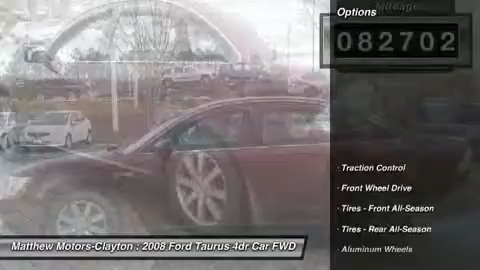 Options
Mileage
082702
· Traction Control
· Front Wheel Drive
· Tires - Front All-Season
· Tires - Rear All-Season
· Aluminum Wheels
Matthew Motors-Clayton : 2008 Ford Taurus 4dr Car FWD